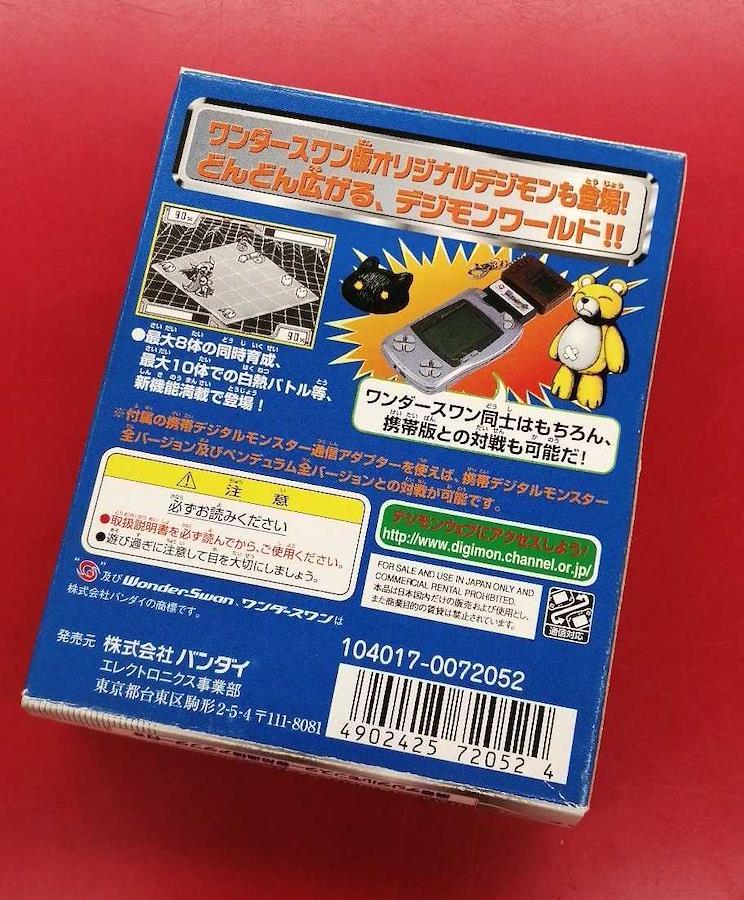 ワンダースワン版オリジナルデジモンも登場!
どんどん広がる、デジモンワールド!!
●最大8体の同時育成、
最大10体での白熱バトル等、
新機能満載で登場!
ワンダースワン同士はもちろん、
携帯版との対戦も可能だ!
※付属の携帯デジタルモンスター通信アダプターを使えば、携帯デジタルモンスター
全バージョン及びペンデュラム全バージョンとの対戦が可能です。
注意
必ずお読みください
●取扱説明書を必ず読んでから、ご使用ください。
●遊び過ぎに注意して目を大切にしましょう。
デジモンウェブにアクセスしよう!
http://www.digimon.channel.or.jp/
FOR SALE AND USE IN JAPAN ONLY AND
COMMERCIAL RENTAL PROHIBITED.
本品は日本国内だけの販売および使用とし、
また商業目的の賃貸は禁止されています。
通信対応
" "及びWonderSwan、ワンダースワンは
株式会社バンダイの商標です。
発売元 株式会社 バンダイ
エレクトロニクス事業部
東京都台東区駒形2-5-4 〒111-8081
104017-0072052
4902425 72052 4